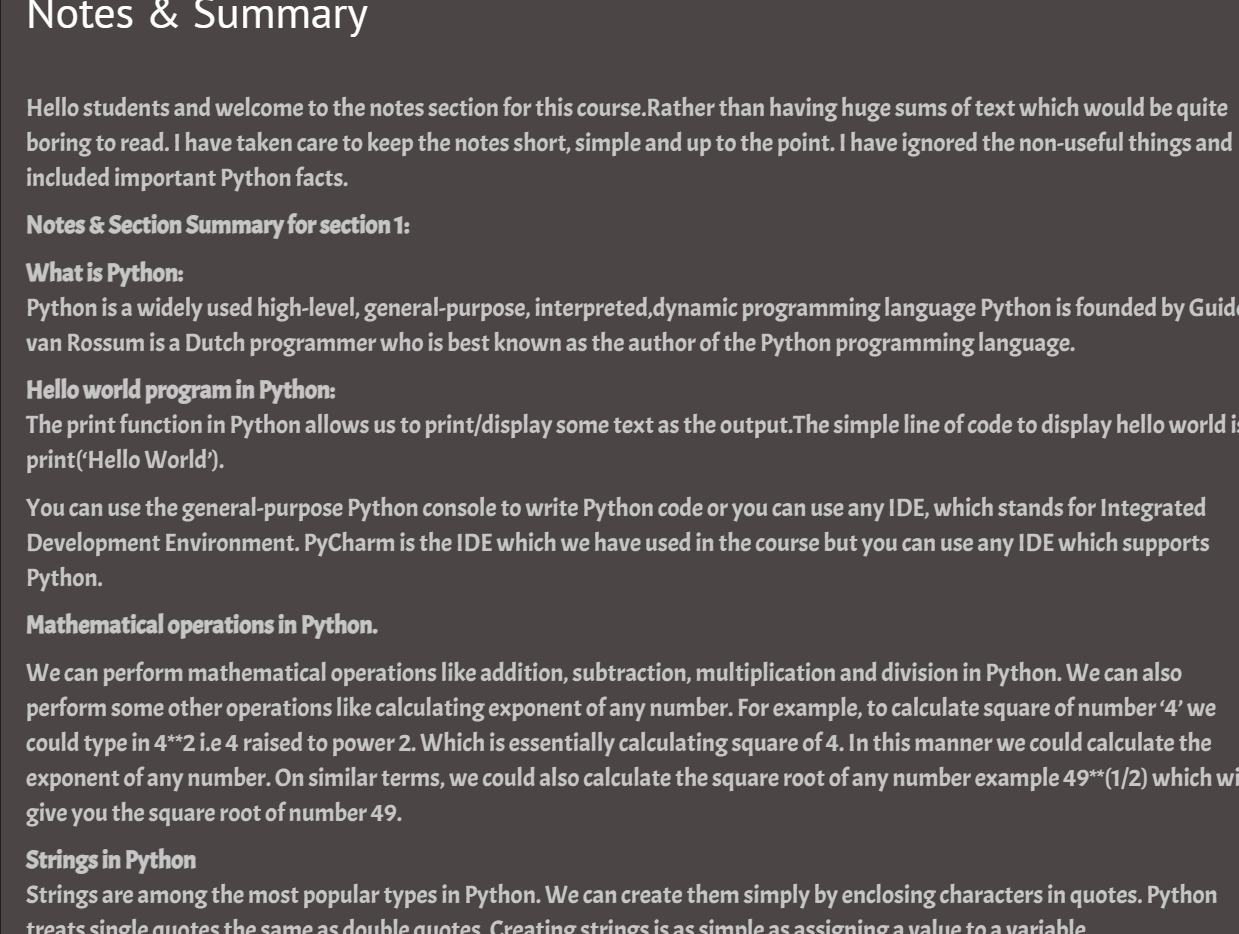 Notes & Summary
Hello students and welcome to the notes section for this course.Rather than having huge sums of text which would be quite
boring to read. I have taken care to keep the notes short, simple and up to the point. I have ignored the non-useful things and
included important Python facts.
Notes & Section Summary for section 1:
What is Python:
Python is a widely used high-level, general-purpose, interpreted,dynamic programming language Python is founded by Guido
van Rossum is a Dutch programmer who is best known as the author of the Python programming language.
Hello world program in Python:
The print function in Python allows us to print/display some text as the output.The simple line of code to display hello world is
print(‘Hello World’).
You can use the general-purpose Python console to write Python code or you can use any IDE, which stands for Integrated
Development Environment. PyCharm is the IDE which we have used in the course but you can use any IDE which supports
Python.
Mathematical operations in Python.
We can perform mathematical operations like addition, subtraction, multiplication and division in Python. We can also
perform some other operations like calculating exponent of any number. For example, to calculate square of number ‘4’ we
could type in 4**2 i.e 4 raised to power 2. Which is essentially calculating square of 4. In this manner we could calculate the
exponent of any number. On similar terms, we could also calculate the square root of any number example 49**(1/2) which wi
give you the square root of number 49.
Strings in Python
Strings are among the most popular types in Python. We can create them simply by enclosing characters in quotes. Python
treats single quotes the same as double quotes. Creating strings is as simple as assigning a value to a variable